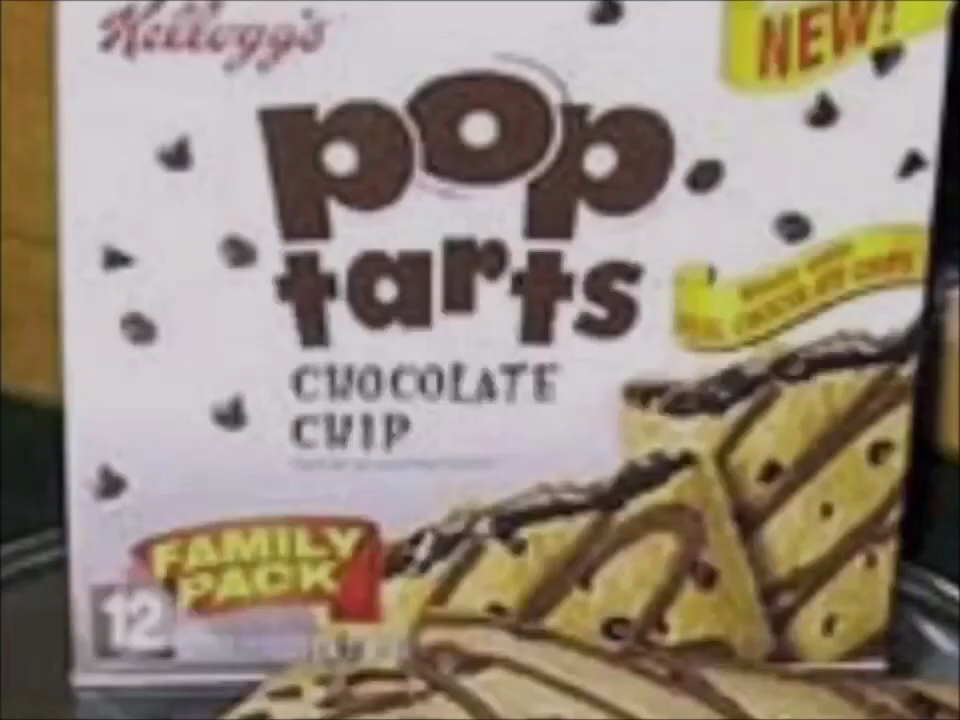 Kellogg's
NEW!
pop
tarts
CHOCOLATE
CHIP
FAMILY
PACK
12